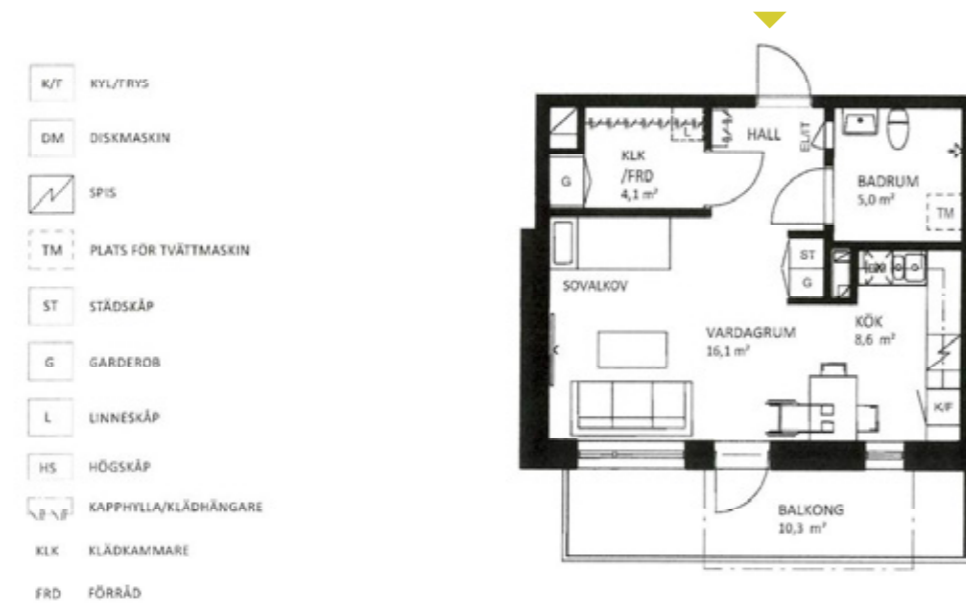 K/F KYL/FRYS
DM DISKMASKIN
SPIS
TM PLATS FÖR TVÄTTMASKIN
ST STÄDSKÅP
G GARDEROB
L LINNESKÅP
HS HÖGSKÅP
KAPPHYLLA/KLÄDHÄNGARE
KLK KLÄDKAMMARE
FRD FÖRRÅD
HALL
EL/IT
L
KLK
/FRD
4,1 m²
G
BADRUM
5,0 m²
TM
ST
G
SOVALKOV
VARDAGRUM
16,1 m²
KÖK
8,6 m²
K/F
BALKONG
10,3 m²